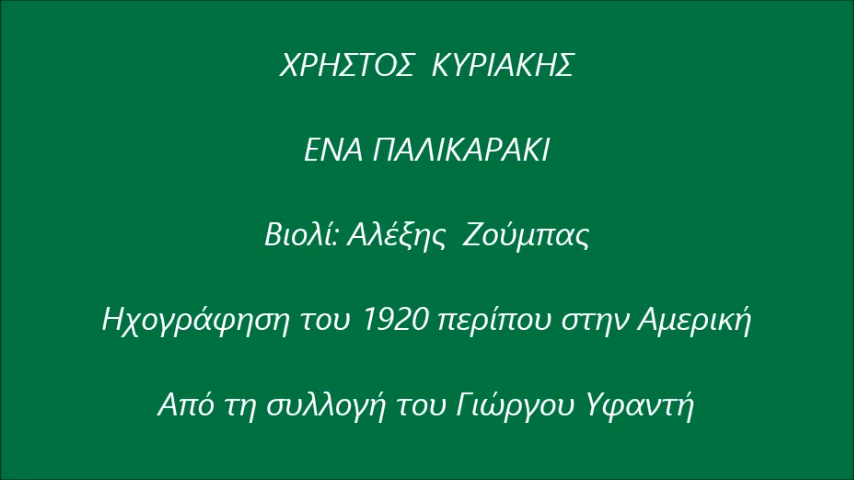 ΧΡΗΣΤΟΣ ΚΥΡΙΑΚΗΣ
ΕΝΑ ΠΑΛΙΚΑΡΑΚΙ
Βιολί: Αλέξης Ζούμπας
Ηχογράφηση του 1920 περίπου στην Αμερική
Από τη συλλογή του Γιώργου Υφαντή